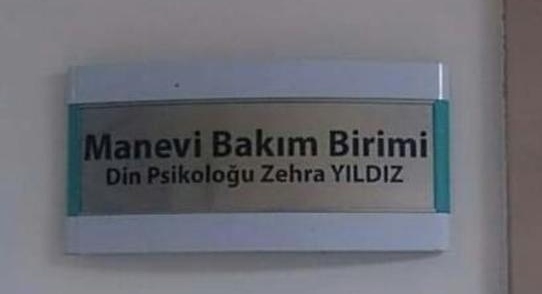 Manevi Bakım Birimi
Din Psikoloğu Zehra YILDIZ